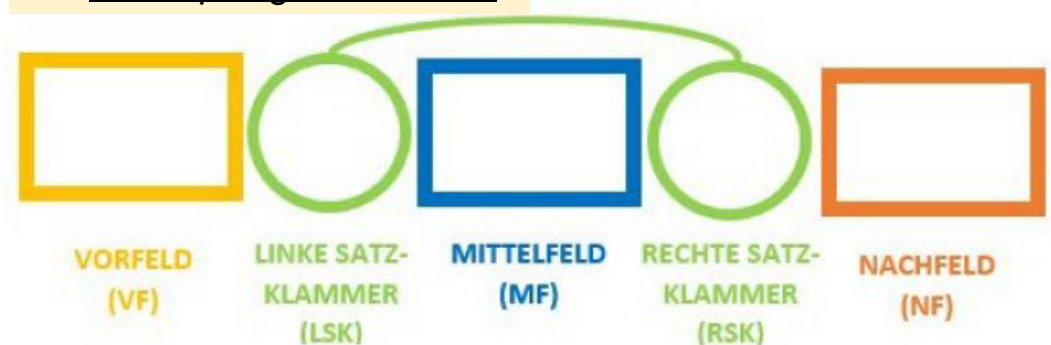 VORFELD
(VF)
LINKE SATZ-
KLAMMER
(LSK)
MITTELFELD
(MF)
RECHTE SATZ-
KLAMMER
(RSK)
NACHFELD
(NF)